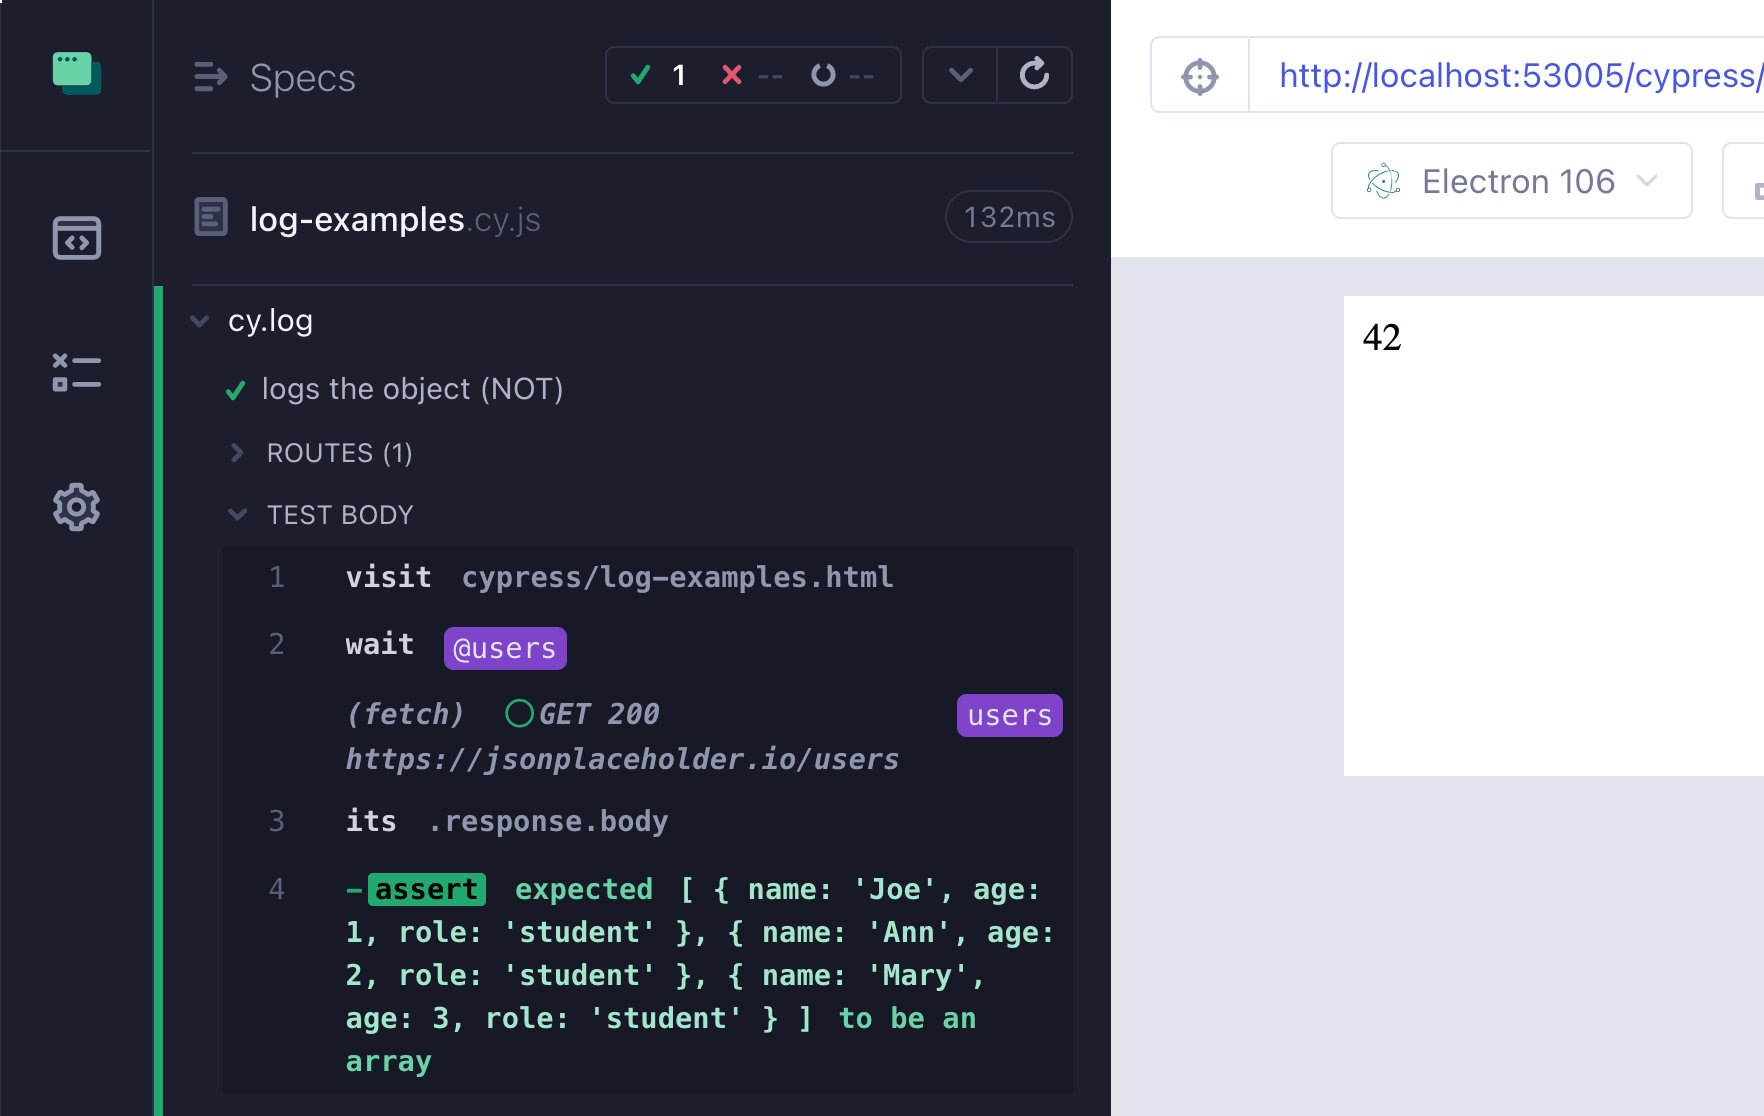 Specs
1 -- --
log-examples.cy.js
132ms
cy.log
logs the object (NOT)
ROUTES (1)
TEST BODY
1 visit cypress/log-examples.html
2 wait @users
(fetch) GET 200 users
https://jsonplaceholder.io/users
3 its .response.body
4 -assert expected [ { name: 'Joe', age:
1, role: 'student' }, { name: 'Ann', age:
2, role: 'student' }, { name: 'Mary',
age: 3, role: 'student' } ] to be an
array
http://localhost:53005/cypress/
Electron 106
42